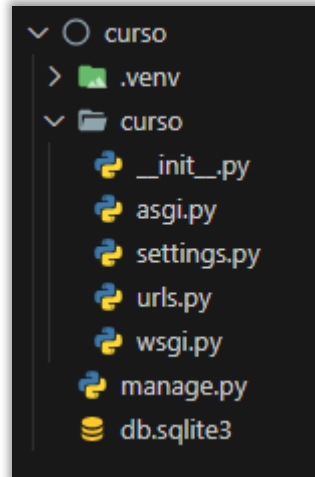 curso
.venv
curso
__init__.py
asgi.py
settings.py
urls.py
wsgi.py
manage.py
db.sqlite3